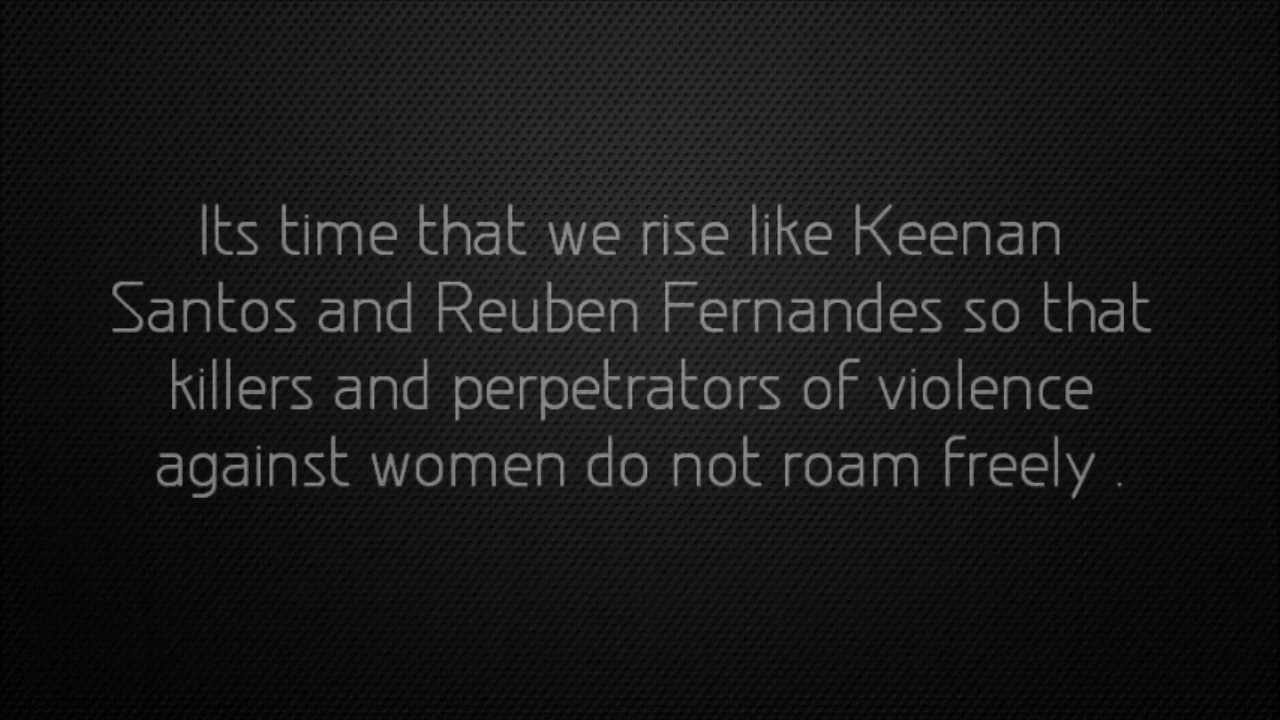 Its time that we rise like Keenan
Santos and Reuben Fernandes so that
killers and perpetrators of violence
against women do not roam freely .